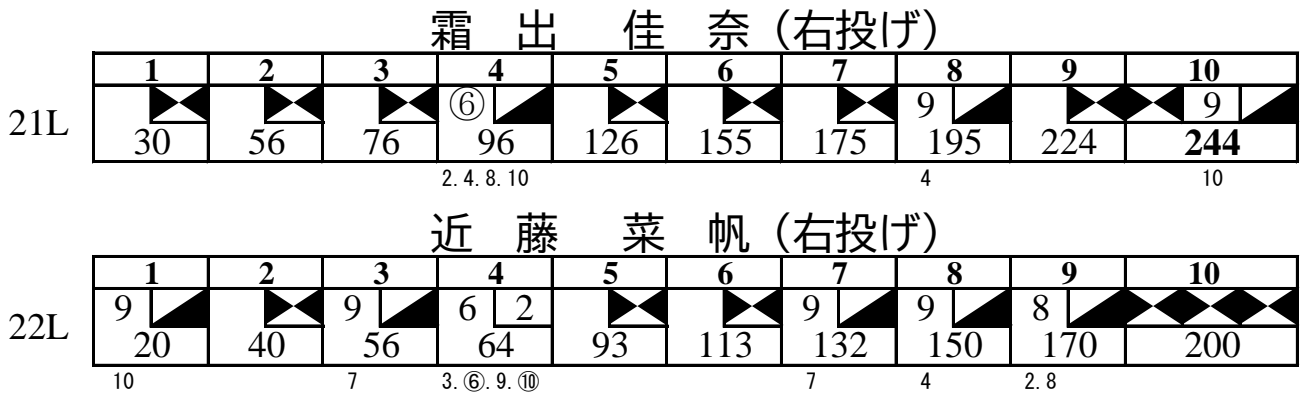 霜 出 佳 奈（右投げ）
1 2 3 4 5 6 7 8 9 10
21L
⑥ 9 9
30 56 76 96 126 155 175 195 224 244
2. 4. 8. 10 4 10
近 藤 菜 帆（右投げ）
1 2 3 4 5 6 7 8 9 10
22L
9 9 6 2 9 9 8
20 40 56 64 93 113 132 150 170 200
10 7 3. ⑥. 9. ⑩ 7 4 2. 8